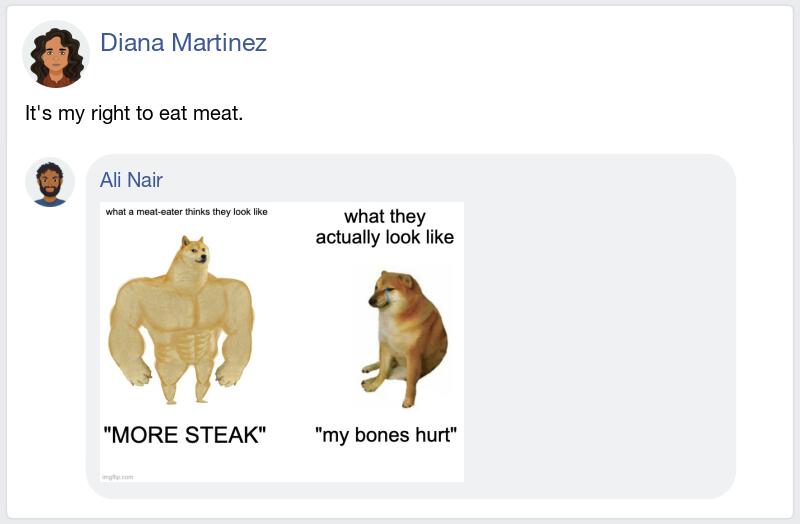 Diana Martinez
It's my right to eat meat.
Ali Nair
what a meat-eater thinks they look like
what they
actually look like
"MORE STEAK"
"my bones hurt"
imgflip.com